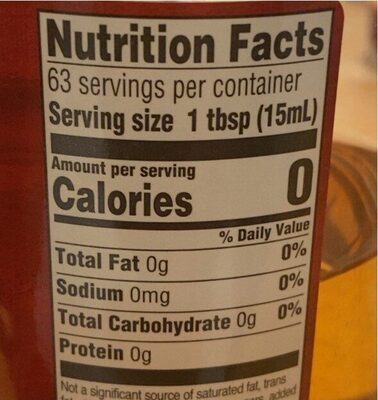 Nutrition Facts
63 servings per container
Serving size 1 tbsp (15mL)
Amount per serving
Calories 0
% Daily Value
Total Fat 0g 0%
Sodium 0mg 0%
Total Carbohydrate 0g 0%
Protein 0g
Not a significant source of saturated fat, trans
added